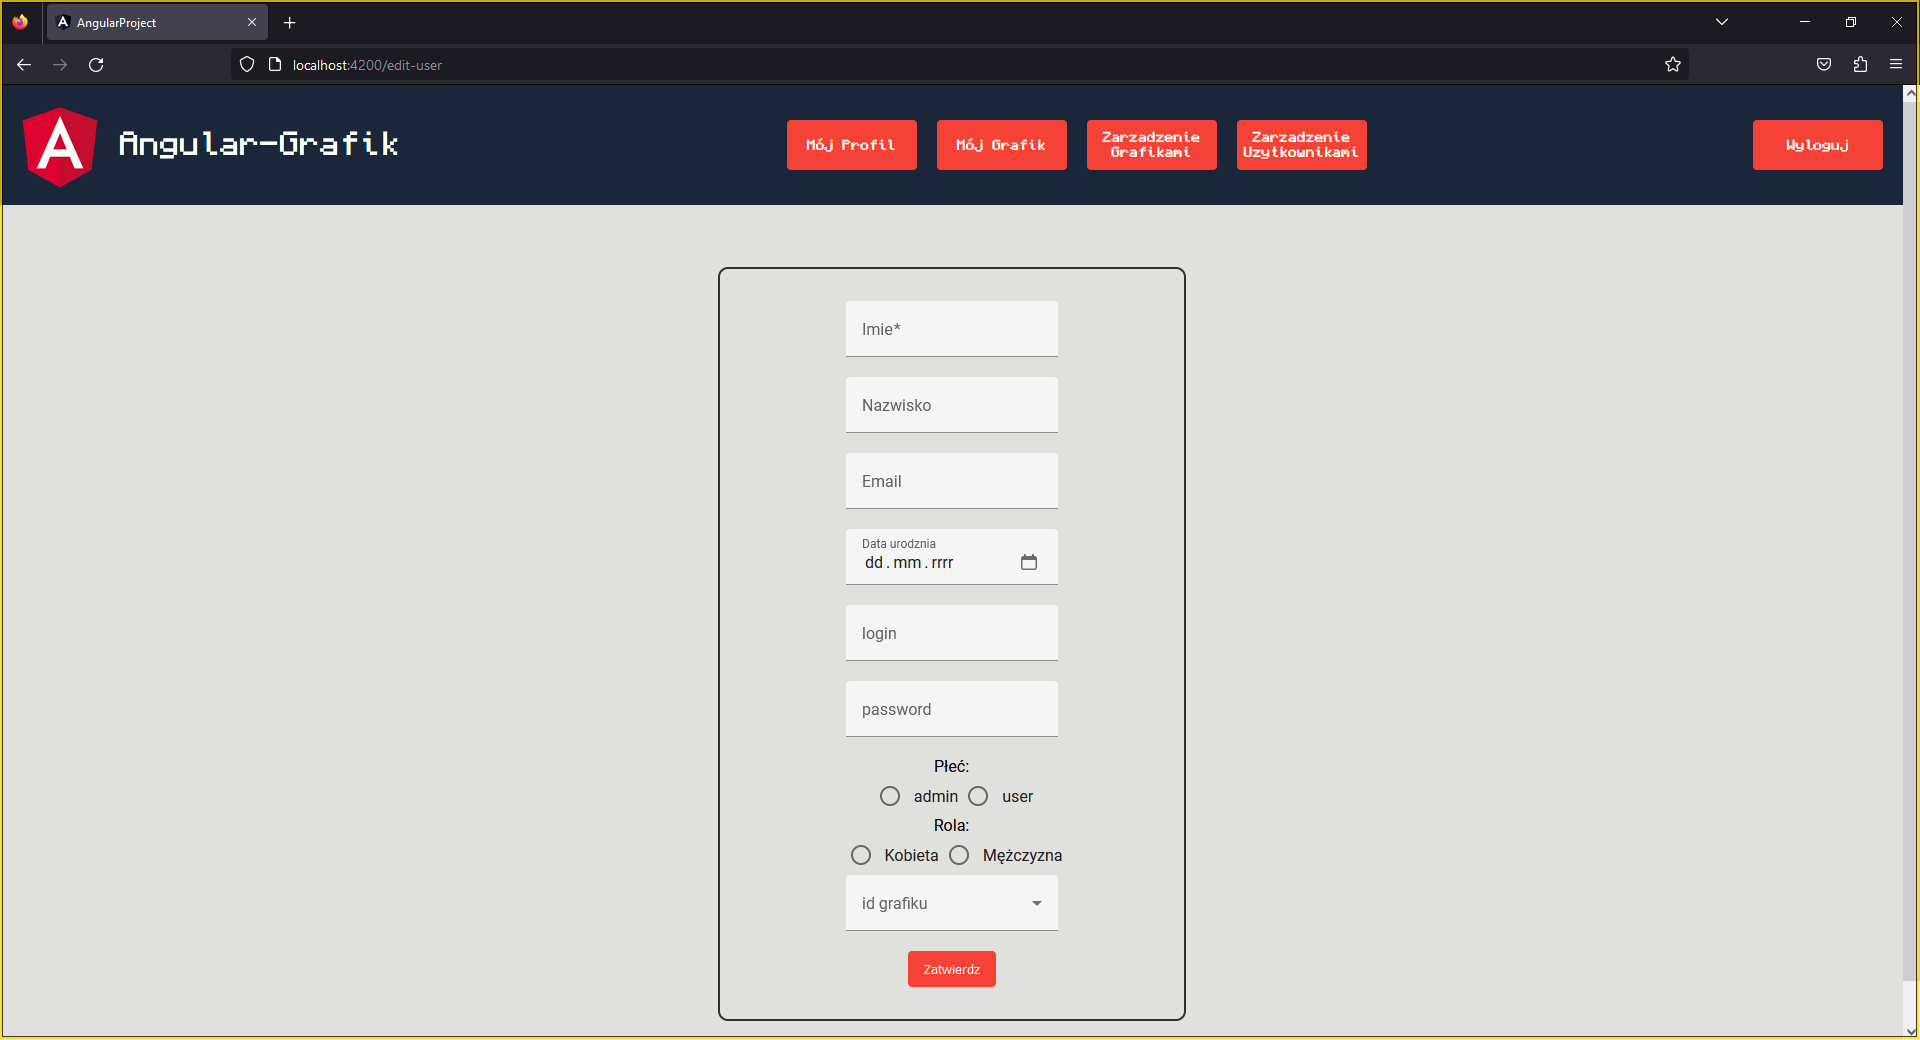 AngularProject
localhost:4200/edit-user
Angular-Grafik
Mój Profil
Mój Grafik
Zarzadzenie
Grafikami
Zarzadzenie
Uzytkownikami
Wyloguj
Imie*
Nazwisko
Email
Data urodznia
dd.mm.rrrr
login
password
Płeć:
admin user
Rola:
Kobieta Mężczyzna
id grafiku
Zatwierdz